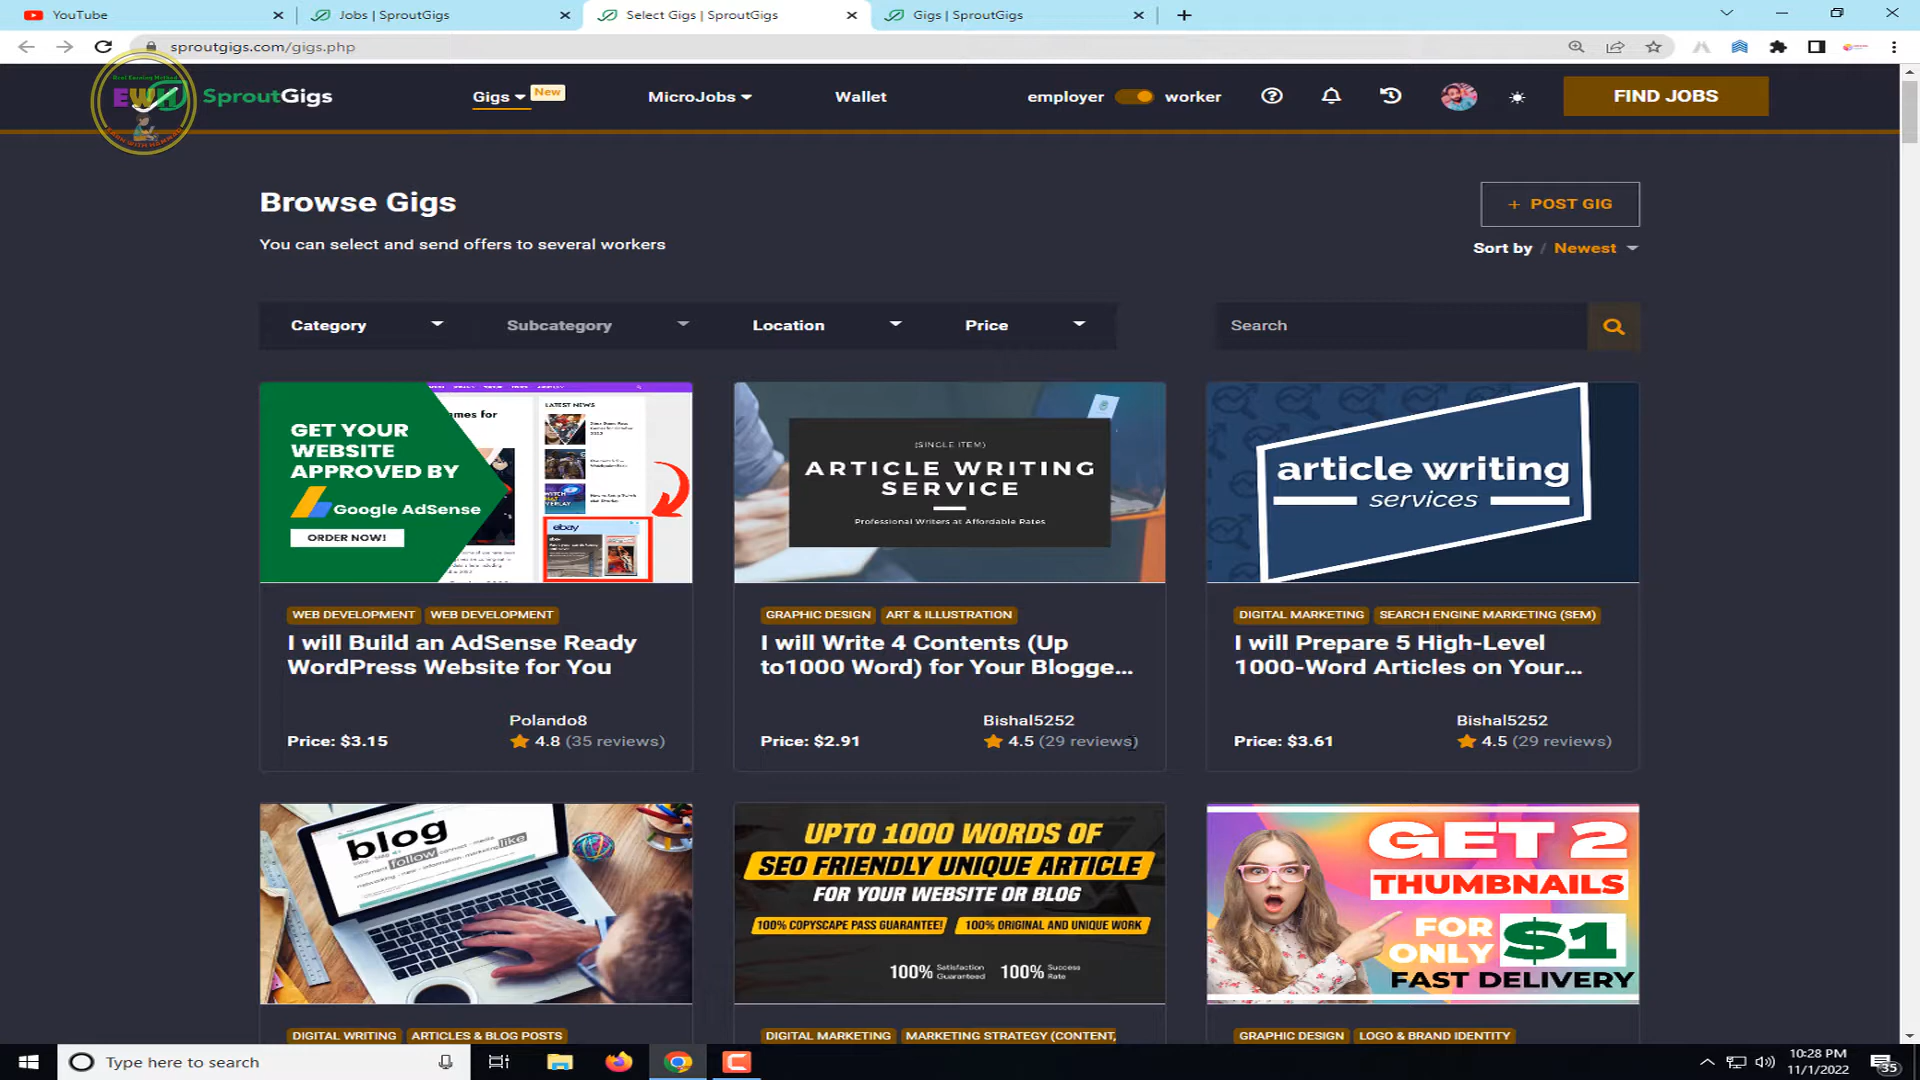 YouTube
Jobs | SproutGigs
Select Gigs | SproutGigs
Gigs | SproutGigs
sproutgigs.com/gigs.php
Real Earning Method
EWH
EARN WITH HANNAD
SproutGigs
Gigs
New
MicroJobs
Wallet
employer
worker
FIND JOBS
Browse Gigs
+ POST GIG
You can select and send offers to several workers
Sort by / Newest
Category
Subcategory
Location
Price
Search
GET YOUR
WEBSITE
APPROVED BY
Google AdSense
ORDER NOW!
LATEST NEWS
ebay
(SINGLE ITEM)
ARTICLE WRITING
SERVICE
Professional Writers at Affordable Rates
article writing
services
WEB DEVELOPMENT WEB DEVELOPMENT
I will Build an AdSense Ready
WordPress Website for You
Polando8
Price: $3.15
4.8 (35 reviews)
GRAPHIC DESIGN ART & ILLUSTRATION
I will Write 4 Contents (Up
to1000 Word) for Your Blogge...
Bishal5252
Price: $2.91
4.5 (29 reviews)
DIGITAL MARKETING SEARCH ENGINE MARKETING (SEM)
I will Prepare 5 High-Level
1000-Word Articles on Your...
Bishal5252
Price: $3.61
4.5 (29 reviews)
blog
follow
like
UPTO 1000 WORDS OF
SEO FRIENDLY UNIQUE ARTICLE
FOR YOUR WEBSITE OR BLOG
100% COPYSCAPE PASS GUARANTEE!
100% ORIGINAL AND UNIQUE WORK
100% Satisfaction Guaranteed
100% Success Rate
GET 2
THUMBNAILS
FOR
ONLY $1
FAST DELIVERY
DIGITAL WRITING ARTICLES & BLOG POSTS
DIGITAL MARKETING MARKETING STRATEGY (CONTENT,
GRAPHIC DESIGN LOGO & BRAND IDENTITY
Type here to search
10:28 PM
11/1/2022
35